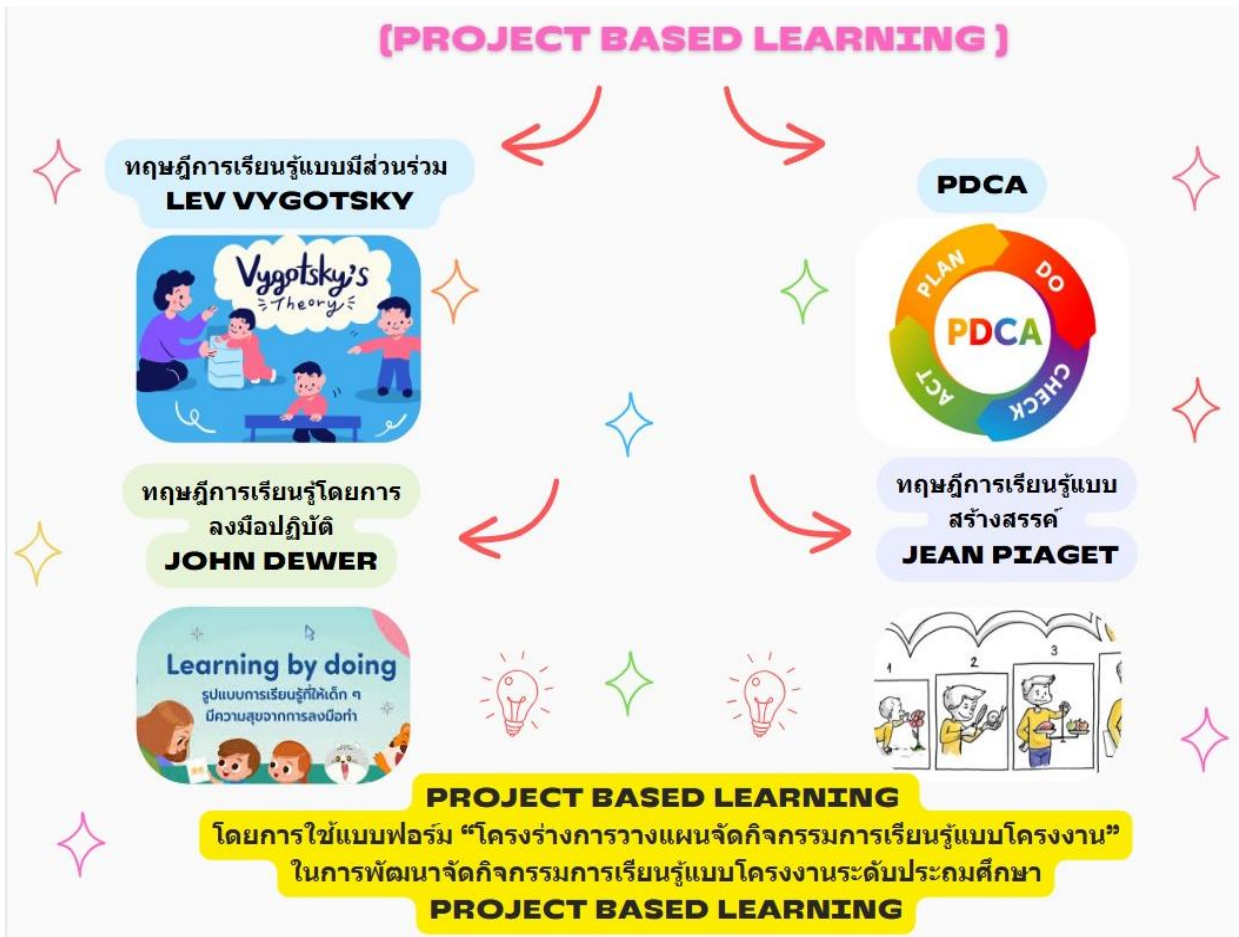 (PROJECT BASED LEARNING )
ทฤษฎีการเรียนรู้แบบมีส่วนร่วม
LEV VYGOTSKY
Vygotsky's
Theory
PDCA
PLAN
DO
PDCA
ACT
CHECK
ทฤษฎีการเรียนรู้โดยการ
ลงมือปฏิบัติ
JOHN DEWER
ทฤษฎีการเรียนรู้แบบ
สร้างสรรค์
JEAN PIAGET
Learning by doing
รูปแบบการเรียนรู้ที่ให้เด็ก ๆ
มีความสุขจากการลงมือทำ
1
2
3
PROJECT BASED LEARNING
โดยการใช้แบบฟอร์ม “โครงร่างการวางแผนจัดกิจกรรมการเรียนรู้แบบโครงงาน”
ในการพัฒนาจัดกิจกรรมการเรียนรู้แบบโครงงานระดับประถมศึกษา
PROJECT BASED LEARNING